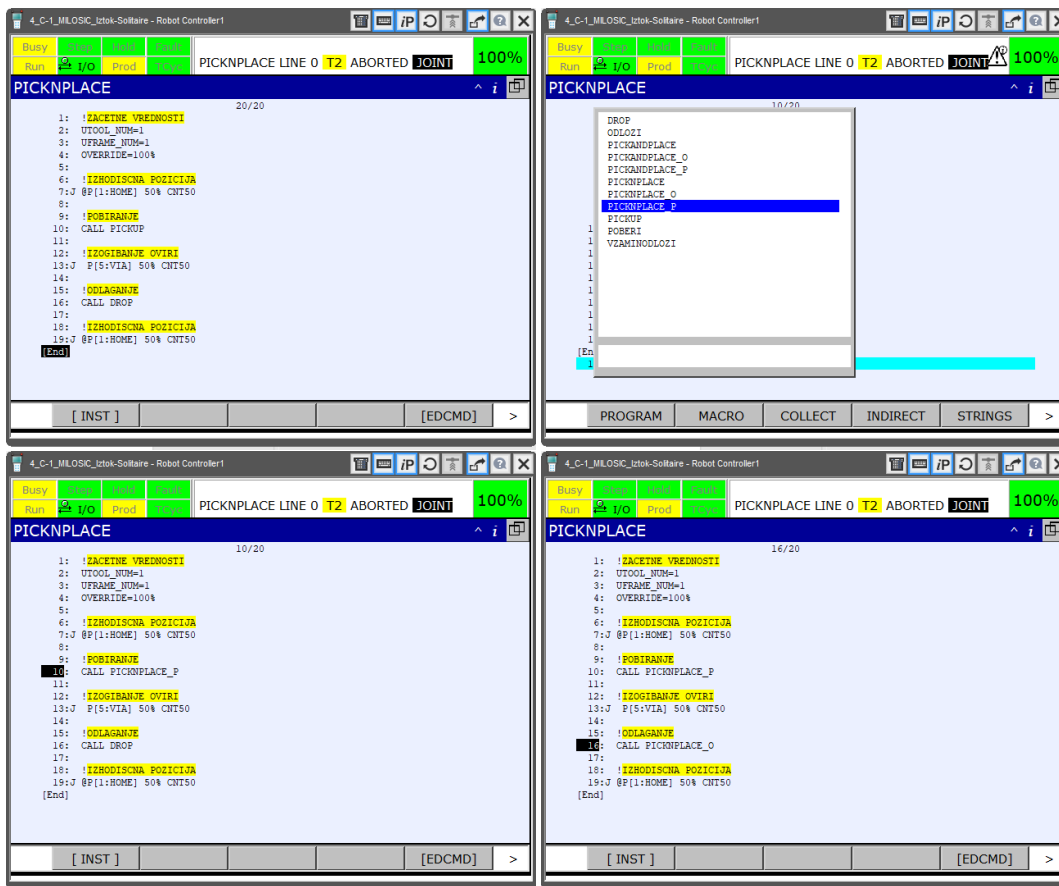 4_C-1_MILOSIC_Iztok-Solitaire - Robot Controller1
iP
Busy Step Hold Fault
Run I/O Prod TCyc
PICKNPLACE LINE 0 T2 ABORTED JOINT
100%
PICKNPLACE
20/20
1: !ZACETNE VREDNOSTI
2: UTOOL_NUM=1
3: UFRAME_NUM=1
4: OVERRIDE=100%
5:
6: !IZHODISCNA POZICIJA
7:J @P[1:HOME] 50% CNT50
8:
9: !POBIRANJE
10: CALL PICKUP
11:
12: !IZOGIBANJE OVIRI
13:J P[5:VIA] 50% CNT50
14:
15: !ODLAGANJE
16: CALL DROP
17:
18: !IZHODISCNA POZICIJA
19:J @P[1:HOME] 50% CNT50
[End]
[ INST ] [EDCMD] >
4_C-1_MILOSIC_Iztok-Solitaire - Robot Controller1
iP
Busy Step Hold Fault
Run I/O Prod TCyc
PICKNPLACE LINE 0 T2 ABORTED JOINT
100%
PICKNPLACE
10/20
DROP
ODLOZI
PICKANDPLACE
PICKANDPLACE_O
PICKANDPLACE_P
PICKNPLACE
PICKNPLACE_O
PICKNPLACE_P
PICKUP
POBERI
VZAMINODLOZI
PROGRAM MACRO COLLECT INDIRECT STRINGS >
4_C-1_MILOSIC_Iztok-Solitaire - Robot Controller1
iP
Busy Step Hold Fault
Run I/O Prod TCyc
PICKNPLACE LINE 0 T2 ABORTED JOINT
100%
PICKNPLACE
10/20
1: !ZACETNE VREDNOSTI
2: UTOOL_NUM=1
3: UFRAME_NUM=1
4: OVERRIDE=100%
5:
6: !IZHODISCNA POZICIJA
7:J @P[1:HOME] 50% CNT50
8:
9: !POBIRANJE
10: CALL PICKNPLACE_P
11:
12: !IZOGIBANJE OVIRI
13:J P[5:VIA] 50% CNT50
14:
15: !ODLAGANJE
16: CALL DROP
17:
18: !IZHODISCNA POZICIJA
19:J @P[1:HOME] 50% CNT50
[End]
[ INST ] [EDCMD] >
4_C-1_MILOSIC_Iztok-Solitaire - Robot Controller1
iP
Busy Step Hold Fault
Run I/O Prod TCyc
PICKNPLACE LINE 0 T2 ABORTED JOINT
100%
PICKNPLACE
16/20
1: !ZACETNE VREDNOSTI
2: UTOOL_NUM=1
3: UFRAME_NUM=1
4: OVERRIDE=100%
5:
6: !IZHODISCNA POZICIJA
7:J @P[1:HOME] 50% CNT50
8:
9: !POBIRANJE
10: CALL PICKNPLACE_P
11:
12: !IZOGIBANJE OVIRI
13:J P[5:VIA] 50% CNT50
14:
15: !ODLAGANJE
16: CALL PICKNPLACE_O
17:
18: !IZHODISCNA POZICIJA
19:J @P[1:HOME] 50% CNT50
[End]
[ INST ] [EDCMD] >